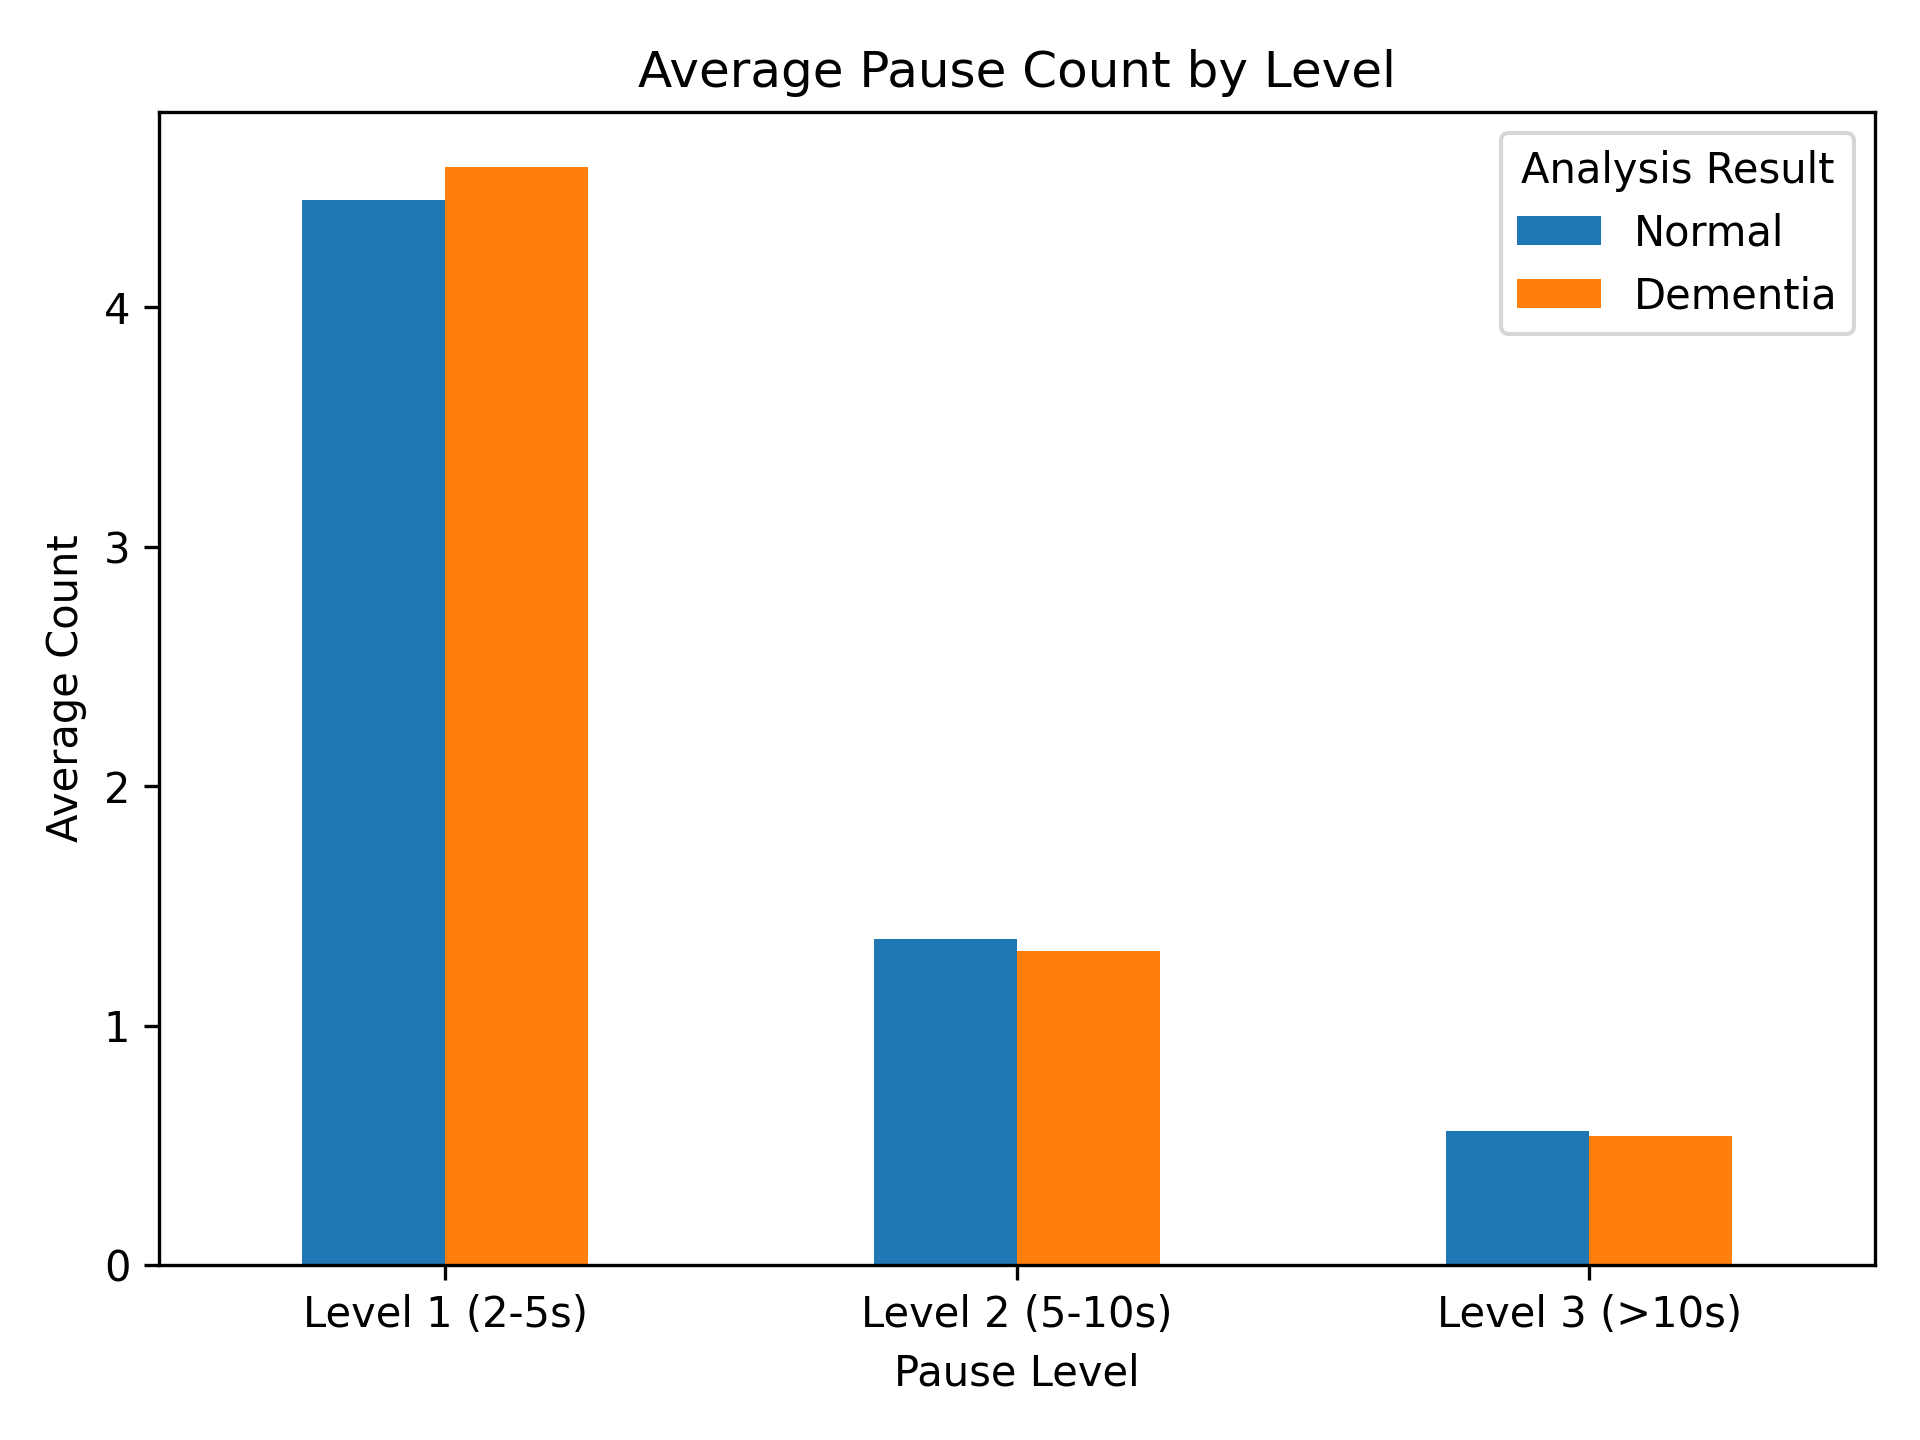 Average Pause Count by Level
Analysis Result
Normal
Dementia
Average Count
4
3
2
1
0
Level 1 (2-5s)
Level 2 (5-10s)
Level 3 (>10s)
Pause Level